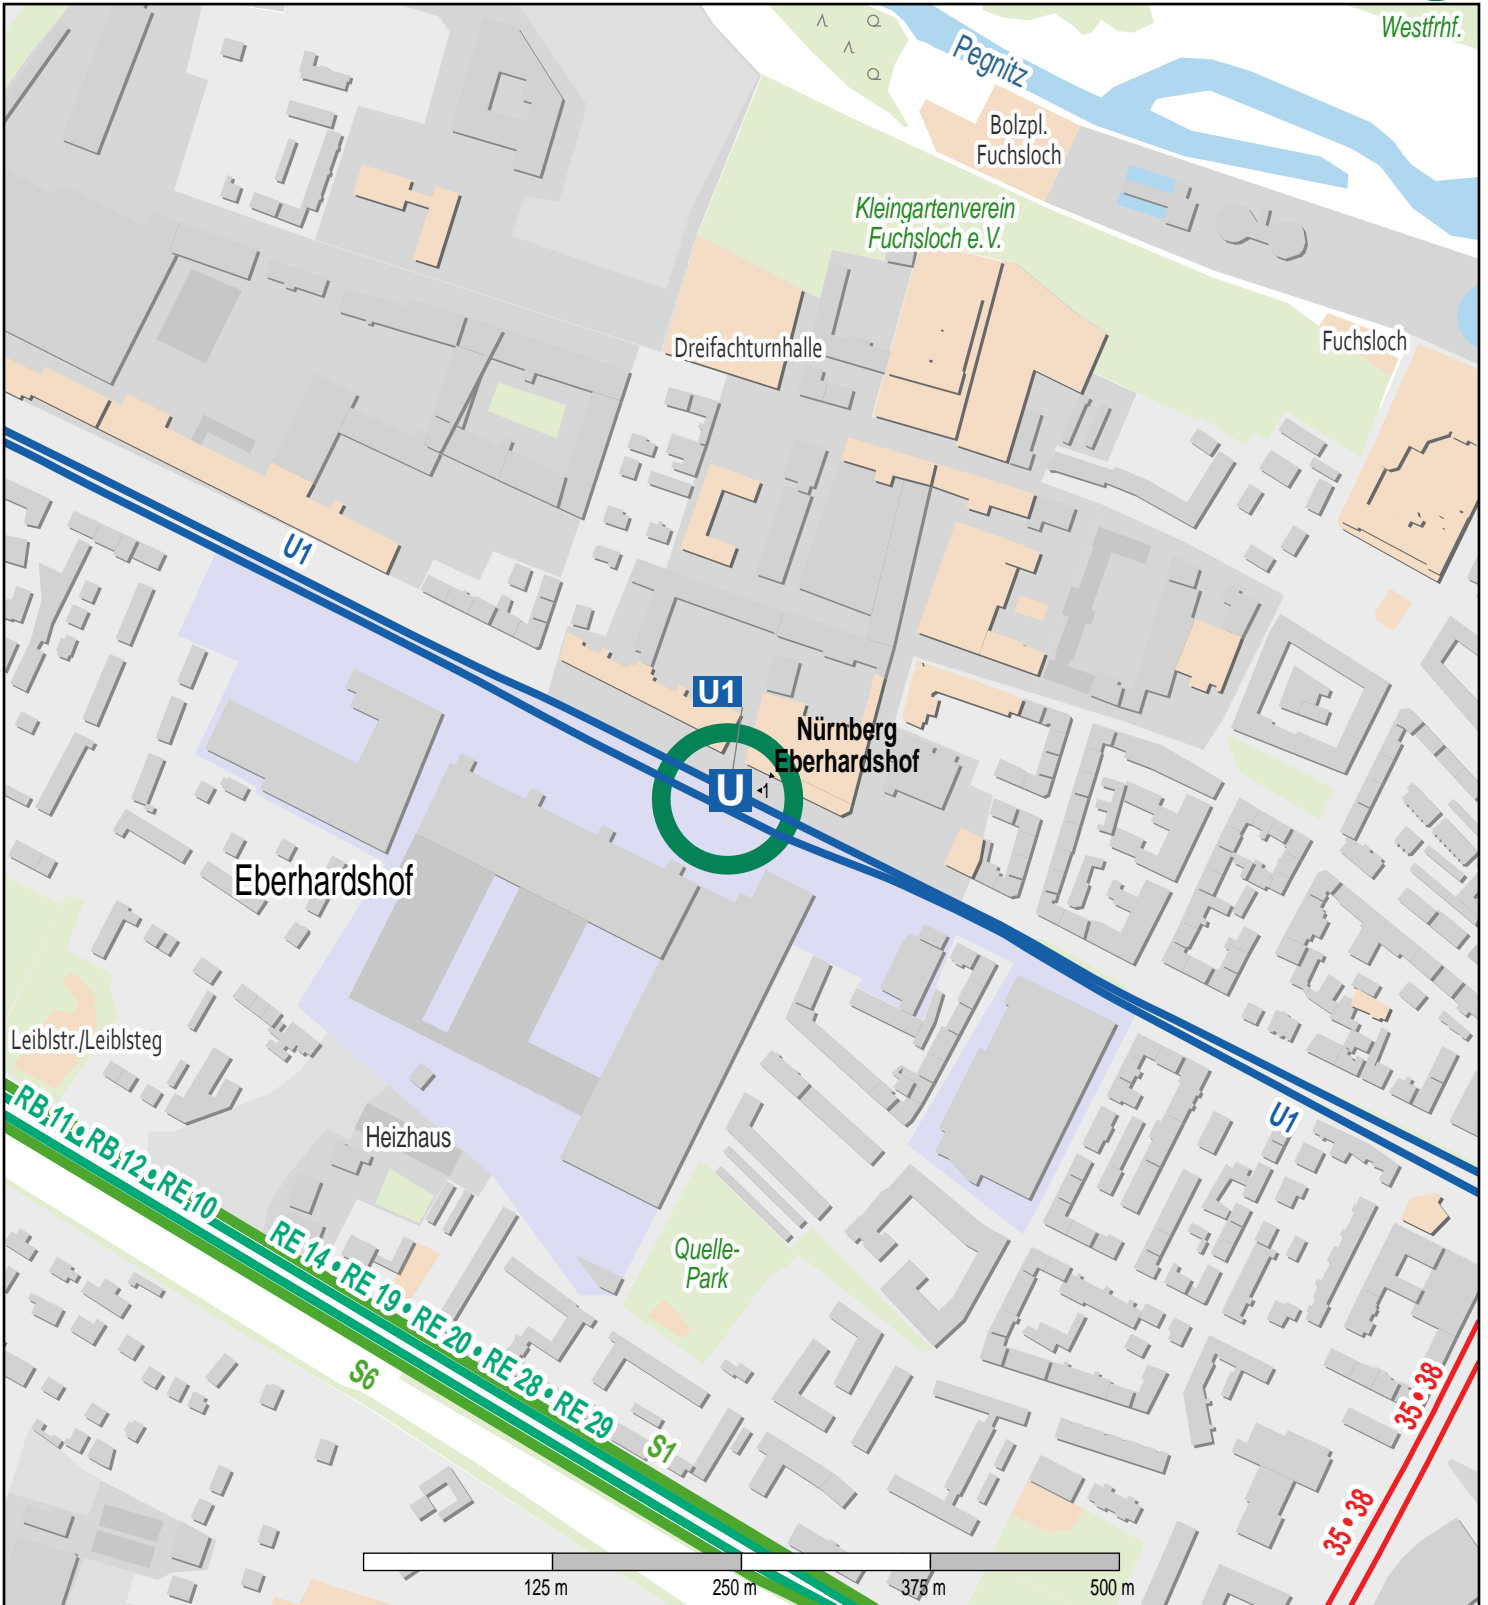 Westfrhf.
Pegnitz
Bolzpl.
Fuchsloch
Kleingartenverein
Fuchsloch e.V.
Dreifachturnhalle
Fuchsloch
U1
U1
Nürnberg
Eberhardshof
U
1
Eberhardshof
Leiblstr./Leiblsteg
RB 11 • RB 12 • RE 10
Heizhaus
U1
RE 14 • RE 19 • RE 20 • RE 28 • RE 29
Quelle-
Park
S6
S1
35 • 38
35 • 38
125 m
250 m
375 m
500 m